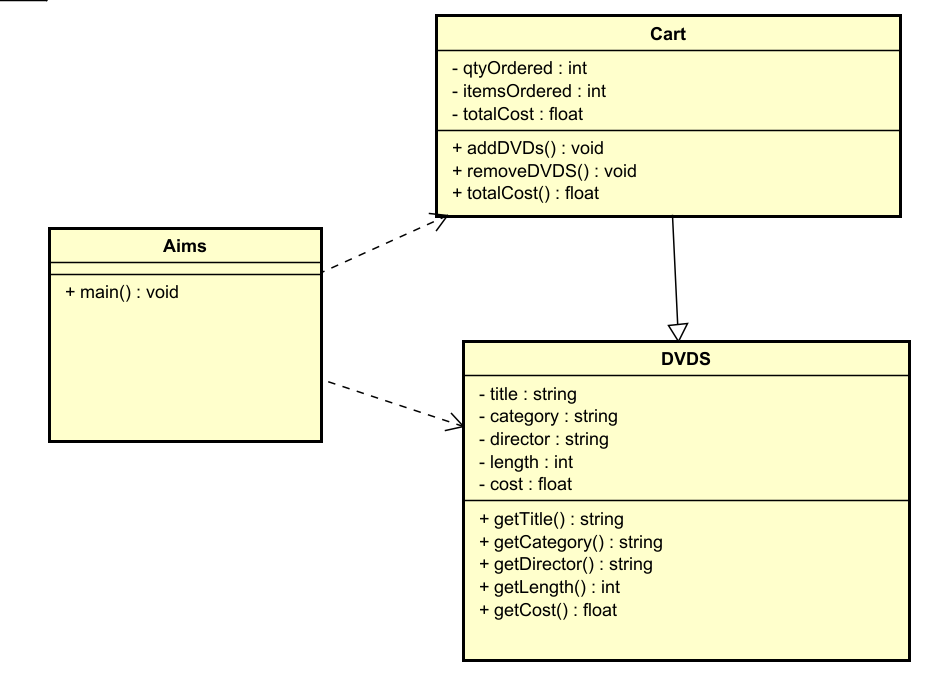 Cart
- qtyOrdered : int
- itemsOrdered : int
- totalCost : float
+ addDVDs() : void
+ removeDVDS() : void
+ totalCost() : float
Aims
+ main() : void
DVDS
- title : string
- category : string
- director : string
- length : int
- cost : float
+ getTitle() : string
+ getCategory() : string
+ getDirector() : string
+ getLength() : int
+ getCost() : float